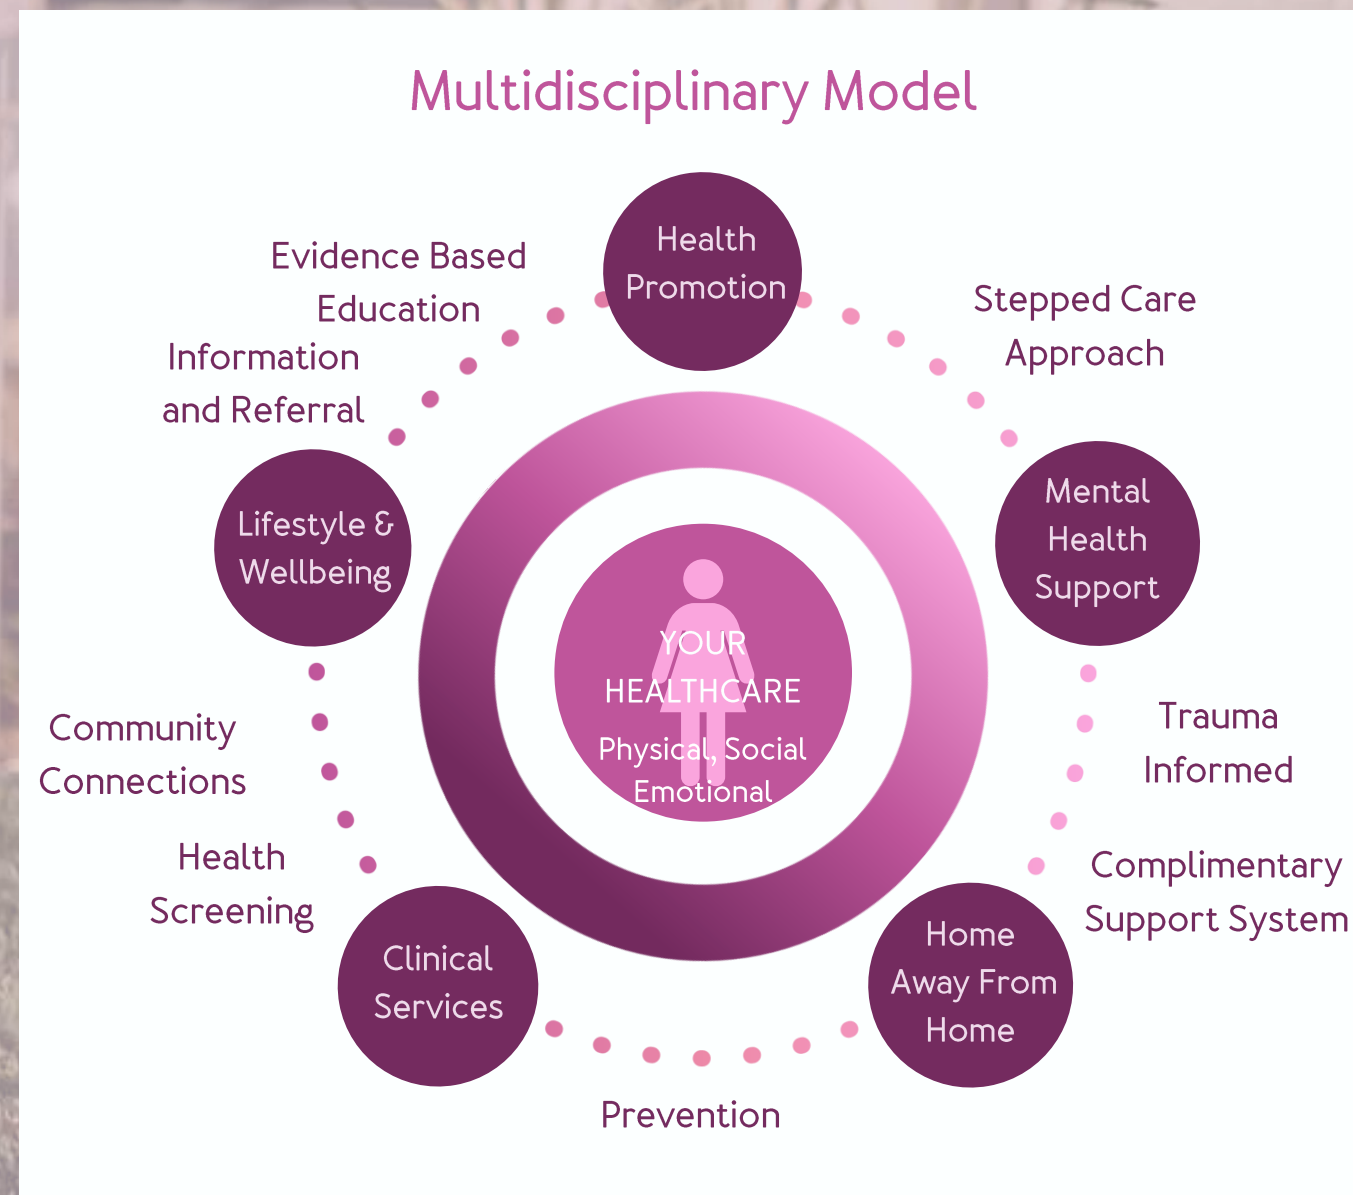 Multidisciplinary Model
Health
Promotion
Evidence Based
Education
Information
and Referral
Stepped Care
Approach
Lifestyle &
Wellbeing
Mental
Health
Support
YOUR
HEALTHCARE
Physical, Social
Emotional
Community
Connections
Trauma
Informed
Health
Screening
Complimentary
Support System
Clinical
Services
Home
Away From
Home
Prevention